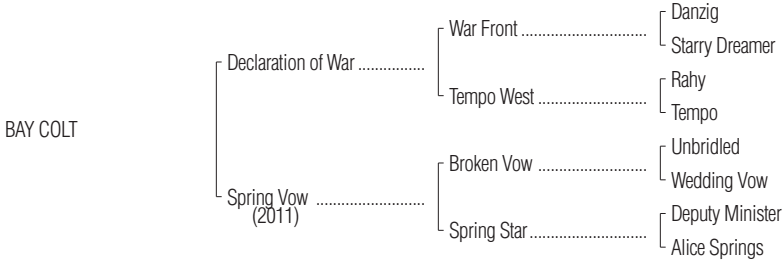 Danzig
War Front ..............................
Starry Dreamer
Declaration of War ................
Rahy
Tempo West ..........................
Tempo
BAY COLT
Unbridled
Broken Vow ..........................
Wedding Vow
Spring Vow ..........................
(2011)
Deputy Minister
Spring Star ............................
Alice Springs